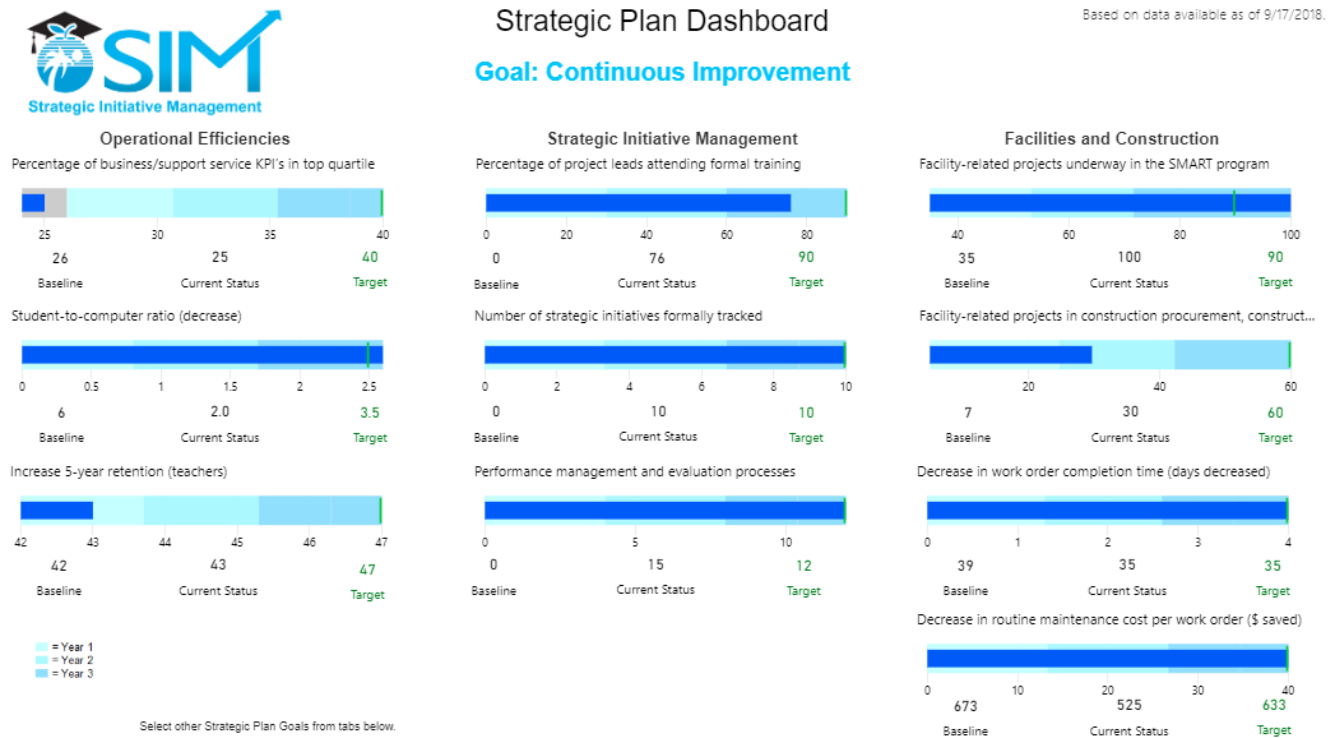 SIM
Strategic Initiative Management
Strategic Plan Dashboard
Goal: Continuous Improvement
Based on data available as of 9/17/2018.
Operational Efficiencies
Percentage of business/support service KPI's in top quartile
25 30 35 40
26 25 40
Baseline Current Status Target
Student-to-computer ratio (decrease)
0 0.5 1 1.5 2 2.5
6 2.0 3.5
Baseline Current Status Target
Increase 5-year retention (teachers)
42 43 44 45 46 47
42 43 47
Baseline Current Status Target
= Year 1
= Year 2
= Year 3
Select other Strategic Plan Goals from tabs below.
Strategic Initiative Management
Percentage of project leads attending formal training
0 20 40 60 80
0 76 90
Baseline Current Status Target
Number of strategic initiatives formally tracked
0 2 4 6 8 10
0 10 10
Baseline Current Status Target
Performance management and evaluation processes
0 5 10
0 15 12
Baseline Current Status Target
Facilities and Construction
Facility-related projects underway in the SMART program
40 60 80 100
35 100 90
Baseline Current Status Target
Facility-related projects in construction procurement, construct...
20 40 60
7 30 60
Baseline Current Status Target
Decrease in work order completion time (days decreased)
0 1 2 3 4
39 35 35
Baseline Current Status Target
Decrease in routine maintenance cost per work order ($ saved)
0 10 20 30 40
673 525 633
Baseline Current Status Target